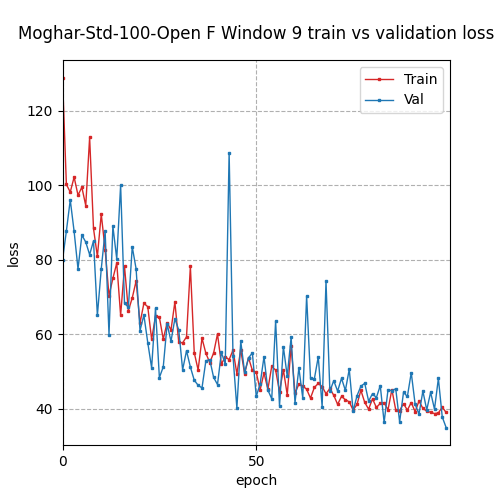 Moghar-Std-100-Open F Window 9 train vs validation loss
Train
Val
120
100
80
60
40
loss
0
50
epoch